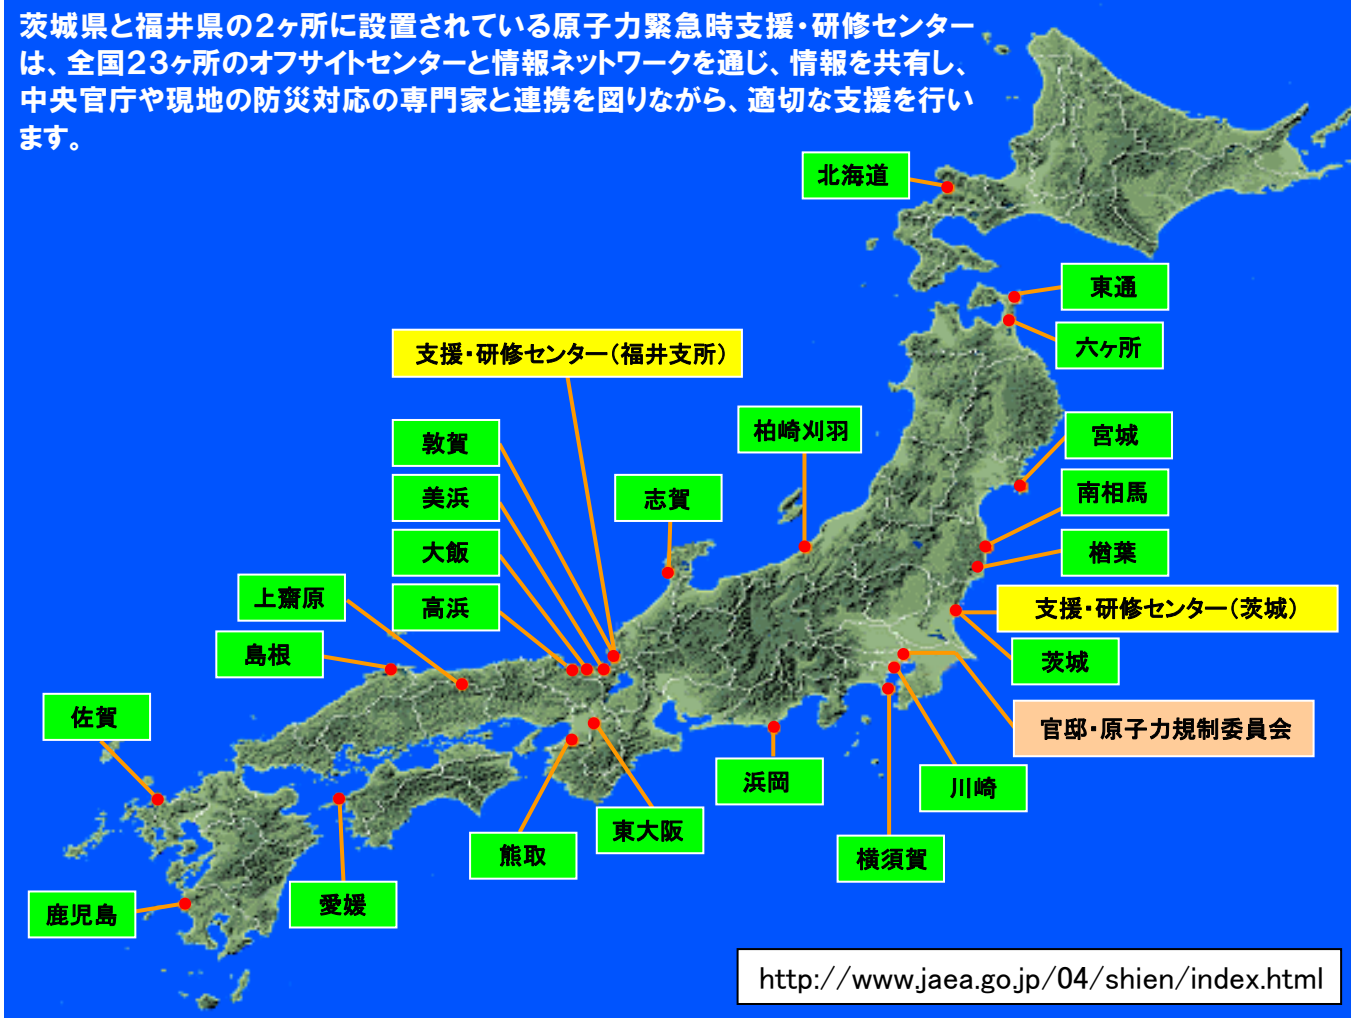 茨城県と福井県の２ヶ所に設置されている原子力緊急時支援・研修センター
は、全国２３ヶ所のオフサイトセンターと情報ネットワークを通じ、情報を共有し、
中央官庁や現地の防災対応の専門家と連携を図りながら、適切な支援を行い
ます。
北海道
東通
六ヶ所
支援・研修センター（福井支所）
柏崎刈羽
宮城
敦賀
志賀
美浜
南相馬
大飯
楢葉
上齋原
高浜
支援・研修センター（茨城）
島根
茨城
佐賀
官邸・原子力規制委員会
浜岡
川崎
東大阪
熊取
横須賀
愛媛
鹿児島
http://www.jaea.go.jp/04/shien/index.html